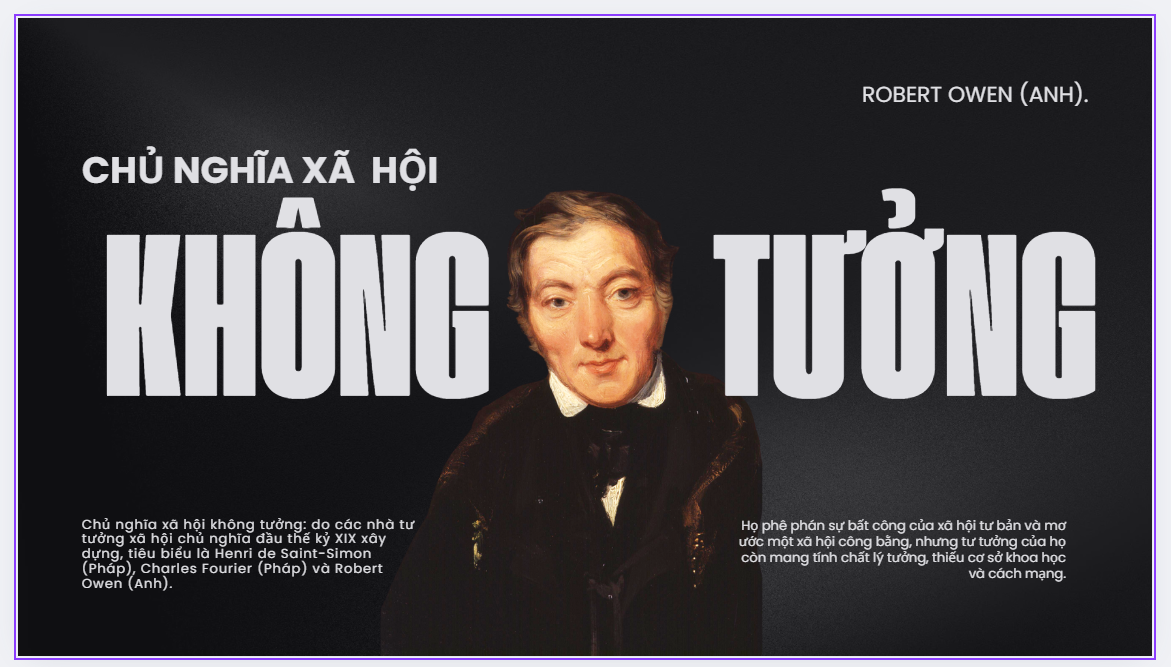 ROBERT OWEN (ANH).
CHỦ NGHĨA XÃ HỘI
KHÔNG TƯỞNG
Chủ nghĩa xã hội không tưởng: do các nhà tư
tưởng xã hội chủ nghĩa đầu thế kỷ XIX xây
dựng, tiêu biểu là Henri de Saint-Simon
(Pháp), Charles Fourier (Pháp) và Robert
Owen (Anh).
Họ phê phán sự bất công của xã hội tư bản và mơ
ước một xã hội công bằng, nhưng tư tưởng của họ
còn mang tính chất lý tưởng, thiếu cơ sở khoa học
và cách mạng.